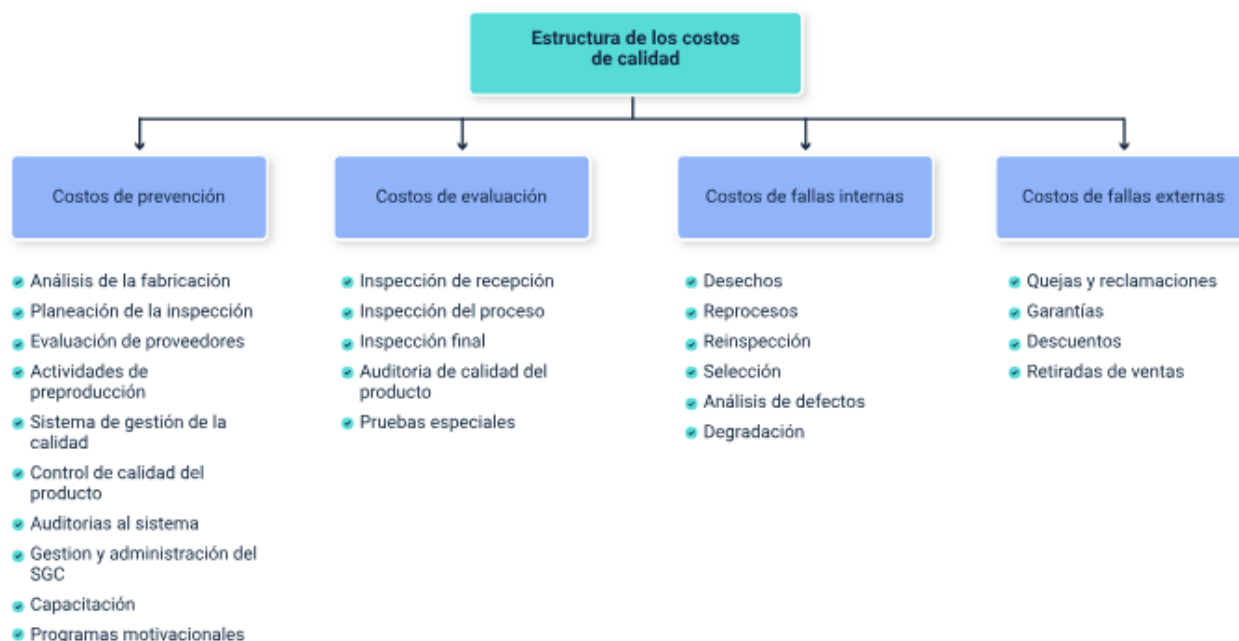 Estructura de los costos
de calidad
Costos de prevención
Análisis de la fabricación
Planeación de la inspección
Evaluación de proveedores
Actividades de
preproducción
Sistema de gestión de la
calidad
Control de calidad del
producto
Auditorias al sistema
Gestion y administración del
SGC
Capacitación
Programas motivacionales
Costos de evaluación
Inspección de recepción
Inspección del proceso
Inspección final
Auditoria de calidad del
producto
Pruebas especiales
Costos de fallas internas
Desechos
Reprocesos
Reinspección
Selección
Análisis de defectos
Degradación
Costos de fallas externas
Quejas y reclamaciones
Garantías
Descuentos
Retiradas de ventas